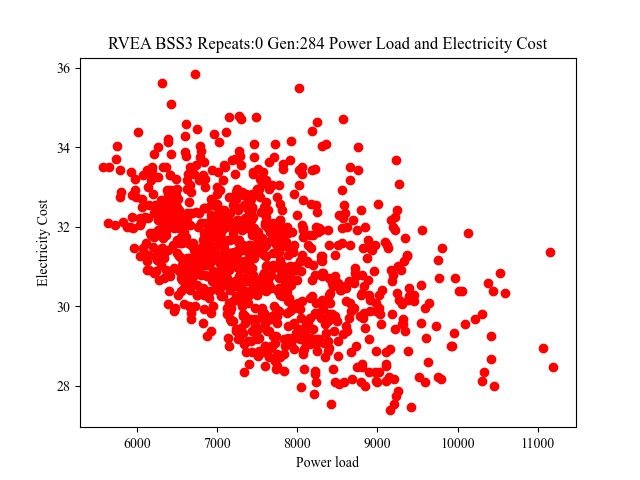 RVEA BSS3 Repeats:0 Gen:284 Power Load and Electricity Cost
36
34
32
30
28
Electricity Cost
6000 7000 8000 9000 10000 11000
Power load